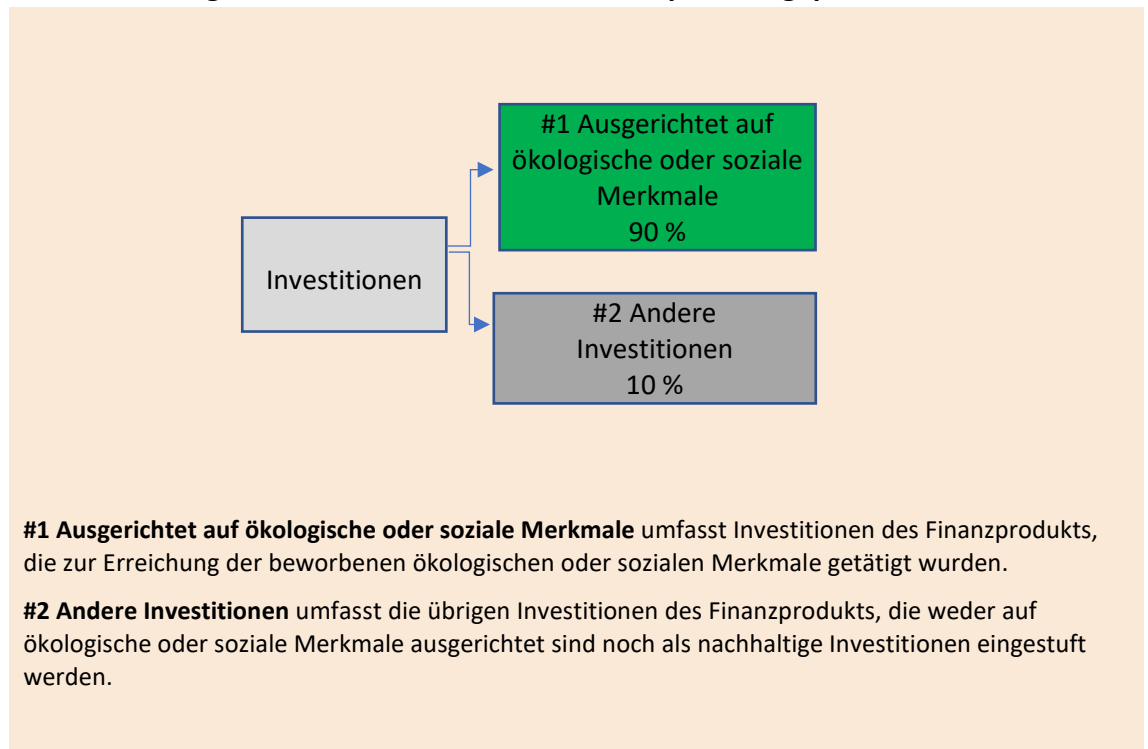 #1 Ausgerichtet auf
ökologische oder soziale
Merkmale
90 %
Investitionen
#2 Andere
Investitionen
10 %
#1 Ausgerichtet auf ökologische oder soziale Merkmale umfasst Investitionen des Finanzprodukts,
die zur Erreichung der beworbenen ökologischen oder sozialen Merkmale getätigt wurden.
#2 Andere Investitionen umfasst die übrigen Investitionen des Finanzprodukts, die weder auf
ökologische oder soziale Merkmale ausgerichtet sind noch als nachhaltige Investitionen eingestuft
werden.